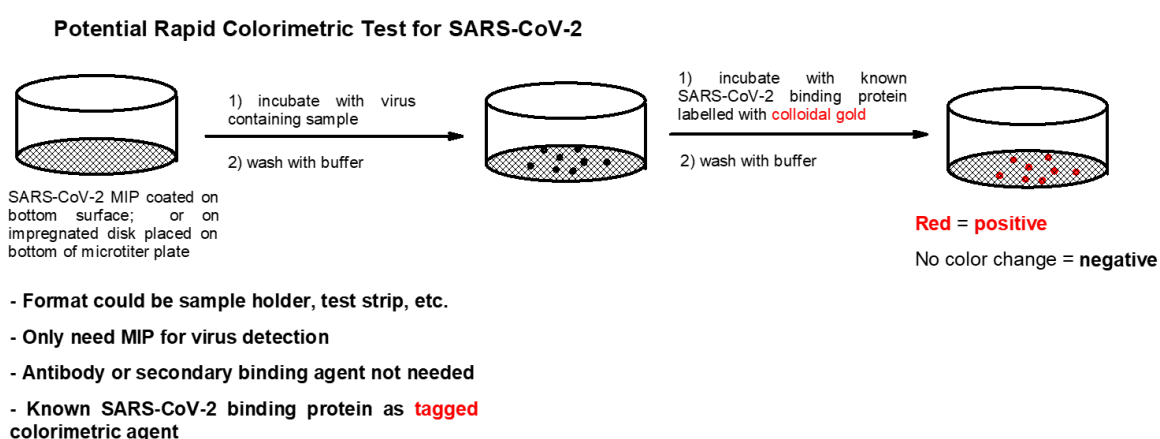 Potential Rapid Colorimetric Test for SARS-CoV-2
1) incubate with virus
containing sample
2) wash with buffer
1) incubate with known
SARS-CoV-2 binding protein
labelled with colloidal gold
2) wash with buffer
SARS-CoV-2 MIP coated on
bottom surface; or on
impregnated disk placed on
bottom of microtiter plate
Red = positive
No color change = negative
- Format could be sample holder, test strip, etc.
- Only need MIP for virus detection
- Antibody or secondary binding agent not needed
- Known SARS-CoV-2 binding protein as tagged
colorimetric agent